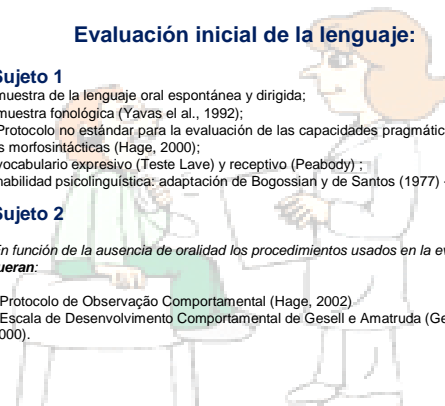 Evaluación inicial de la lenguaje:
Sujeto 1
muestra de la lenguaje oral espontánea y dirigida;
muestra fonológica (Yavas el al., 1992);
Protocolo no estándar para la evaluación de las capacidades pragmátic
s morfosintácticas (Hage, 2000);
vocabulario expresivo (Teste Lave) y receptivo (Peabody) ;
habilidad psicolinguística: adaptación de Bogossian y de Santos (1977) -
Sujeto 2
En función de la ausencia de oralidad los procedimientos usados en la ev
fueran:
Protocolo de Observação Comportamental (Hage, 2002)
Escala de Desenvolvimento Comportamental de Gesell e Amatruda (Ge
2000).